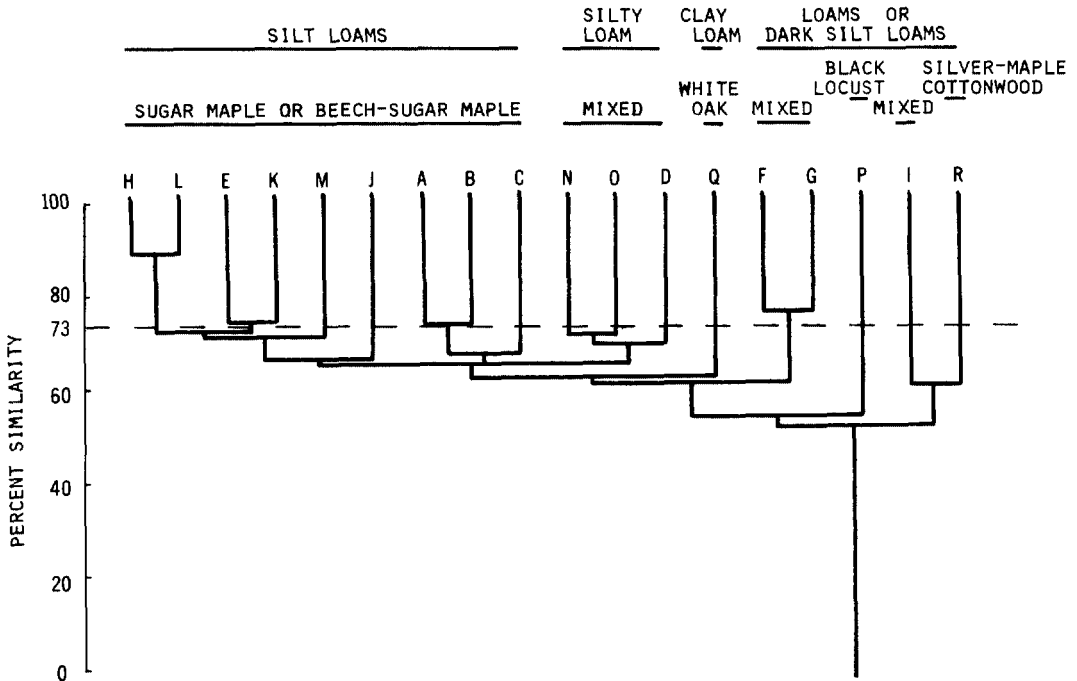 SILT LOAMS
SILTY
LOAM
CLAY
LOAM
LOAMS OR
DARK SILT LOAMS
SUGAR MAPLE OR BEECH-SUGAR MAPLE
MIXED
WHITE
OAK
MIXED
BLACK
LOCUST
MIXED
SILVER-MAPLE
COTTONWOOD
H L E K M J A B C N O D Q F G P I R
100
80
73
60
40
20
0
PERCENT SIMILARITY